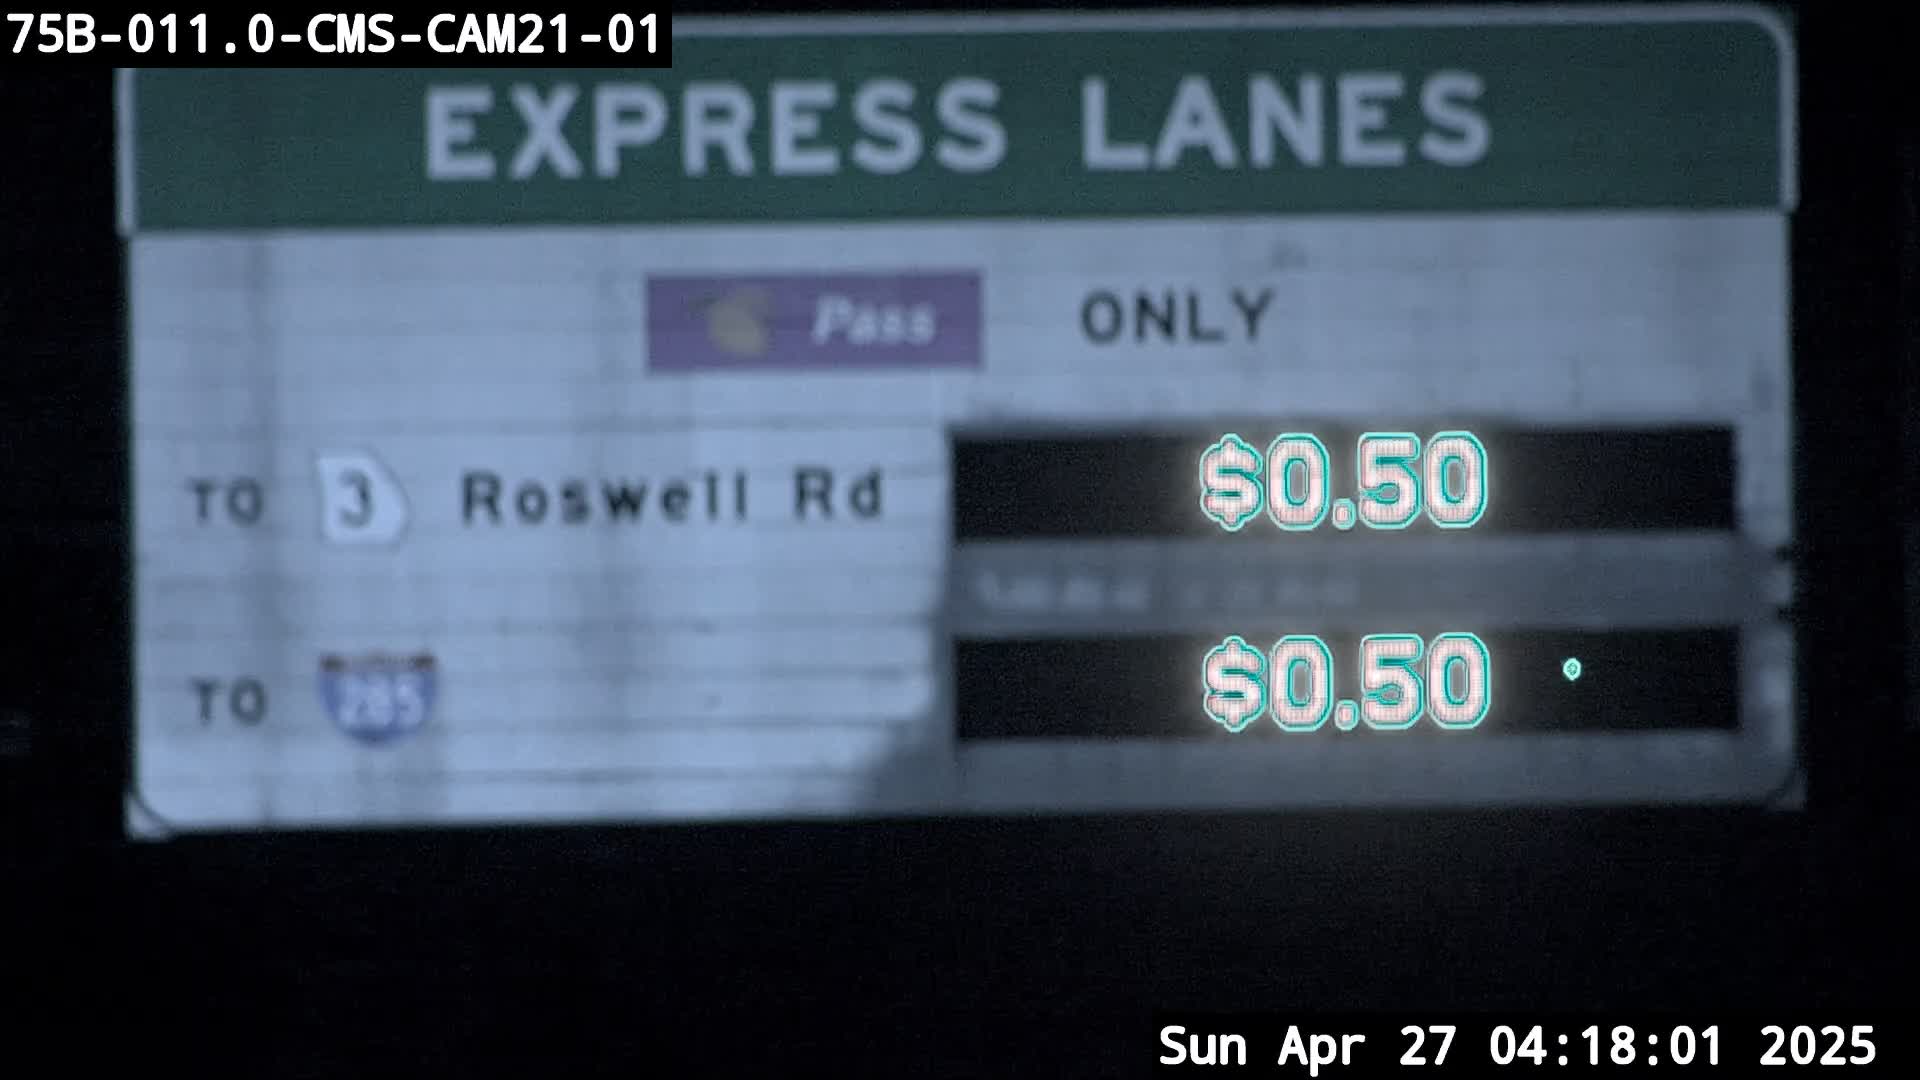 75B-011.0-CMS-CAM21-01
EXPRESS LANES
Pass ONLY
TO 3 Roswell Rd $0.50
TO 285 $0.50
Sun Apr 27 04:18:01 2025